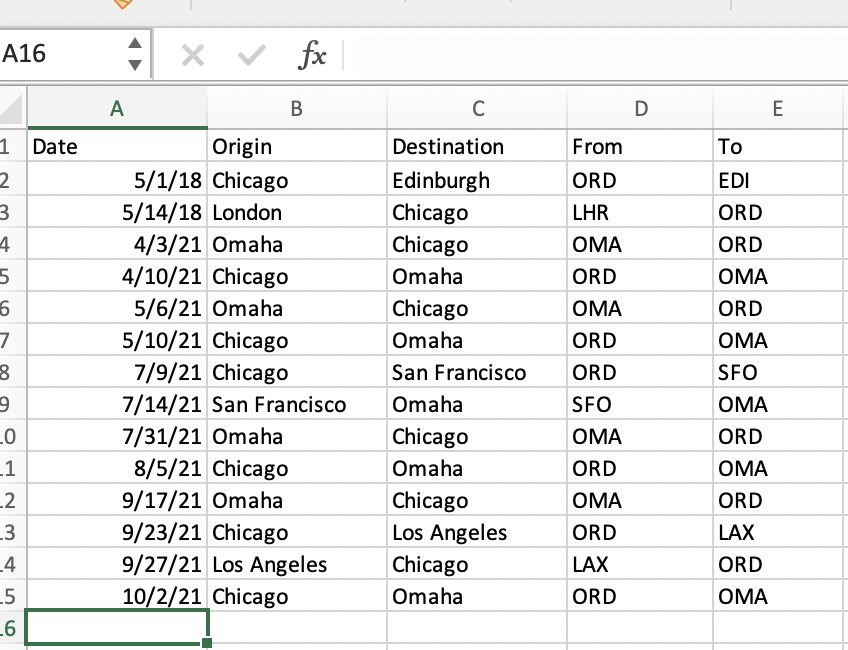 A16 fx
A B C D E
1 Date Origin Destination From To
2 5/1/18 Chicago Edinburgh ORD EDI
3 5/14/18 London Chicago LHR ORD
4 4/3/21 Omaha Chicago OMA ORD
5 4/10/21 Chicago Omaha ORD OMA
6 5/6/21 Omaha Chicago OMA ORD
7 5/10/21 Chicago Omaha ORD OMA
8 7/9/21 Chicago San Francisco ORD SFO
9 7/14/21 San Francisco Omaha SFO OMA
10 7/31/21 Omaha Chicago OMA ORD
11 8/5/21 Chicago Omaha ORD OMA
12 9/17/21 Omaha Chicago OMA ORD
13 9/23/21 Chicago Los Angeles ORD LAX
14 9/27/21 Los Angeles Chicago LAX ORD
15 10/2/21 Chicago Omaha ORD OMA
16